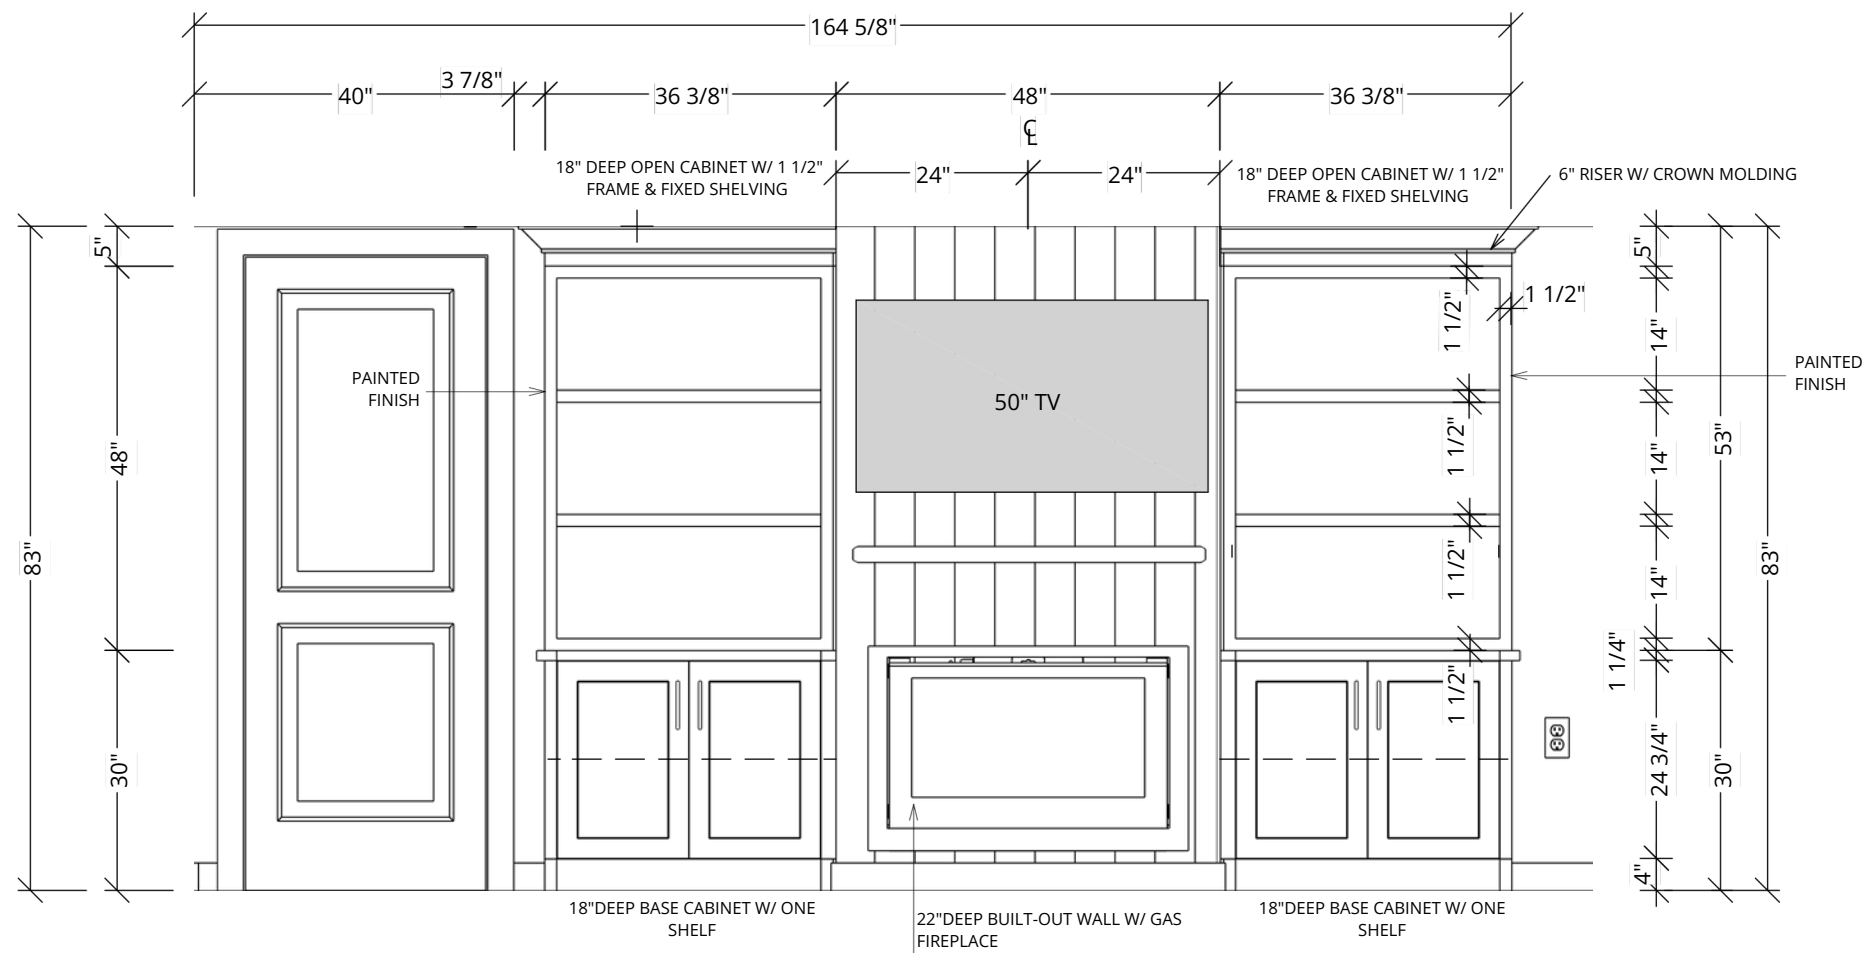 164 5/8"
40"
3 7/8"
36 3/8"
48"
36 3/8"
℄
18" DEEP OPEN CABINET W/ 1 1/2"
FRAME & FIXED SHELVING
24"
24"
18" DEEP OPEN CABINET W/ 1 1/2"
FRAME & FIXED SHELVING
6" RISER W/ CROWN MOLDING
5"
48"
30"
83"
PAINTED
FINISH
50" TV
1 1/2"
1 1/2"
1 1/2"
1 1/2"
1 1/2"
5"
14"
14"
14"
1 1/4"
24 3/4"
4"
53"
30"
83"
PAINTED
FINISH
18"DEEP BASE CABINET W/ ONE
SHELF
22"DEEP BUILT-OUT WALL W/ GAS
FIREPLACE
18"DEEP BASE CABINET W/ ONE
SHELF